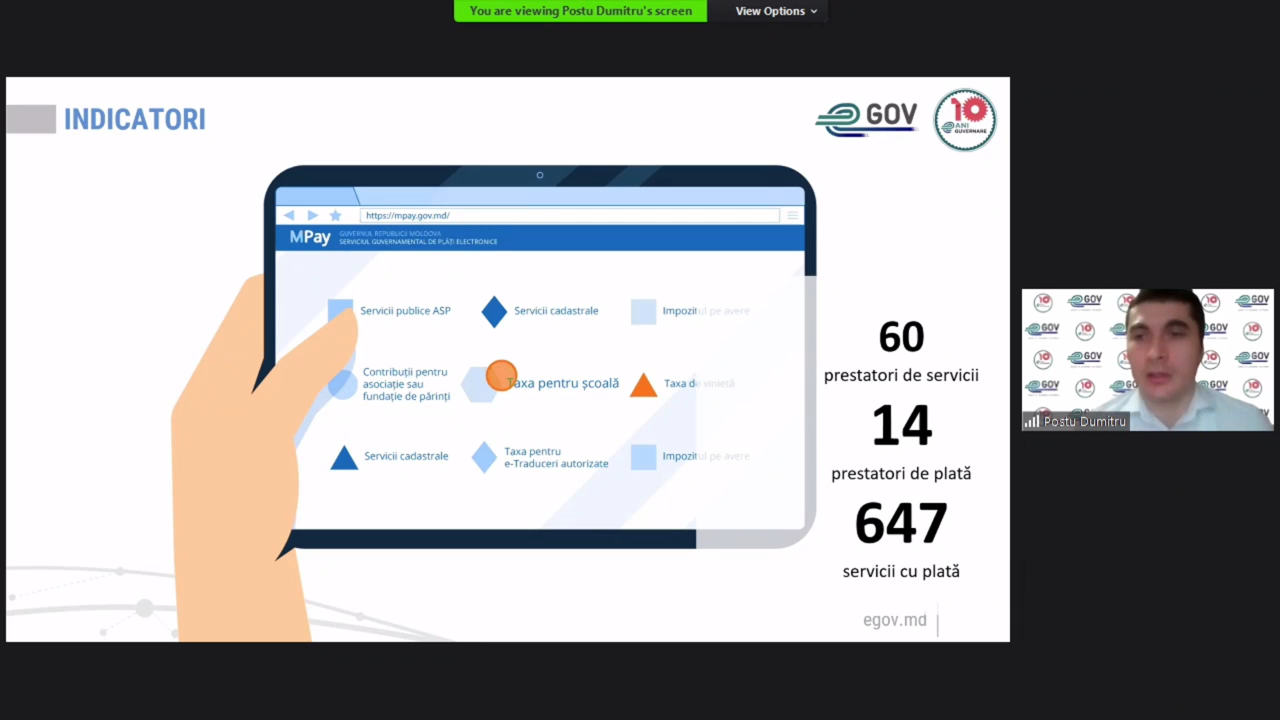 You are viewing Postu Dumitru's screen
View Options
INDICATORI
GOV
10
ANI
GUVERNARE
https://mpay.gov.md/
MPay
GUVERNUL REPUBLICII MOLDOVA
SERVICIUL GUVERNAMENTAL DE PLĂȚI ELECTRONICE
Servicii publice ASP
Servicii cadastrale
Impozitul pe avere
Contribuții pentru
asociație sau
fundație de părinți
Taxa pentru școală
Taxa de vinietă
Servicii cadastrale
Taxa pentru
e-Traduceri autorizate
Impozitul pe avere
60
prestatori de servicii
14
prestatori de plată
647
servicii cu plată
egov.md
Postu Dumitru